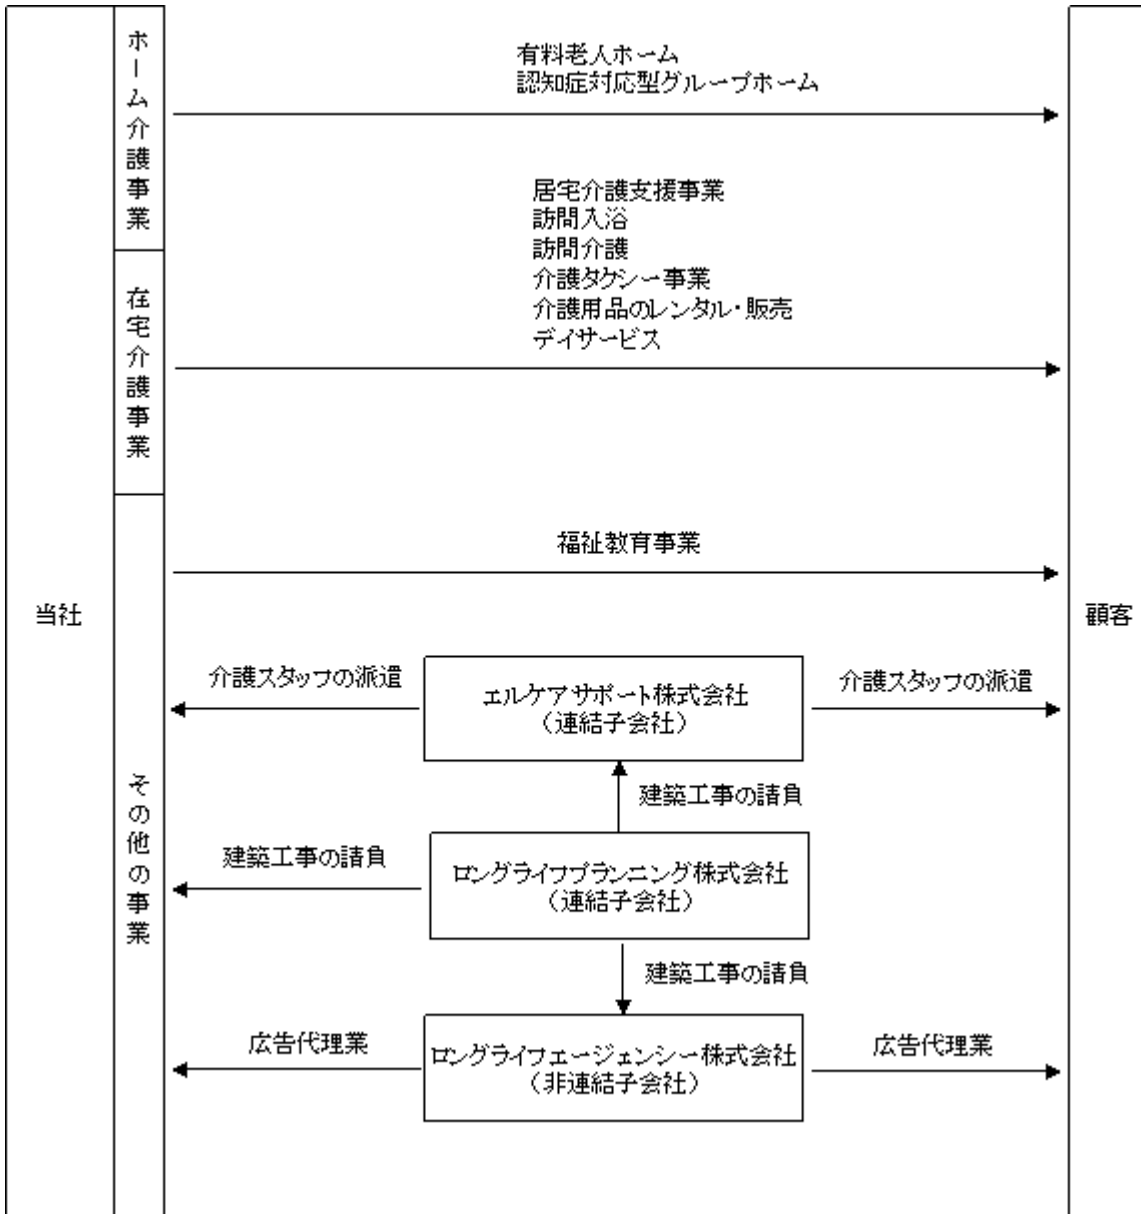 ホーム介護事業
有料老人ホーム
認知症対応型グループホーム
居宅介護支援事業
訪問入浴
訪問介護
介護タクシー事業
介護用品のレンタル・販売
デイサービス
在宅介護事業
福祉教育事業
当社
顧客
介護スタッフの派遣
エルケアサポート株式会社
（連結子会社）
介護スタッフの派遣
建築工事の請負
その他の事業
建築工事の請負
ロングライフプランニング株式会社
（連結子会社）
建築工事の請負
広告代理業
ロングライフエージェンシー株式会社
（非連結子会社）
広告代理業